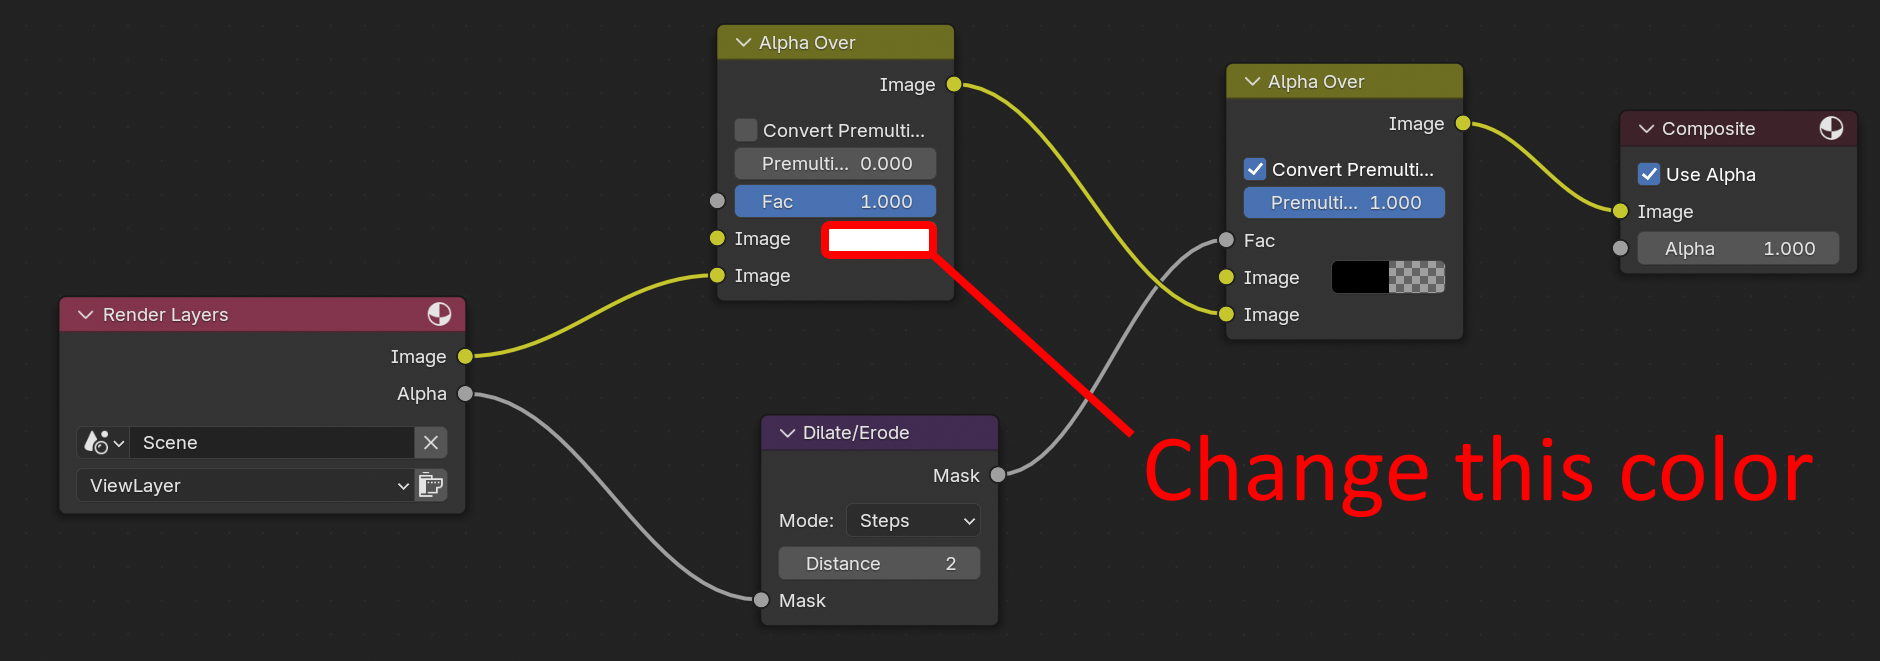 Alpha Over
Image
Convert Premulti...
Premulti... 0.000
Fac 1.000
Image
Image
Alpha Over
Image
Convert Premulti...
Premulti... 1.000
Fac
Image
Image
Composite
Use Alpha
Image
Alpha 1.000
Render Layers
Image
Alpha
Scene
ViewLayer
Dilate/Erode
Mask
Mode: Steps
Distance 2
Mask
Change this color